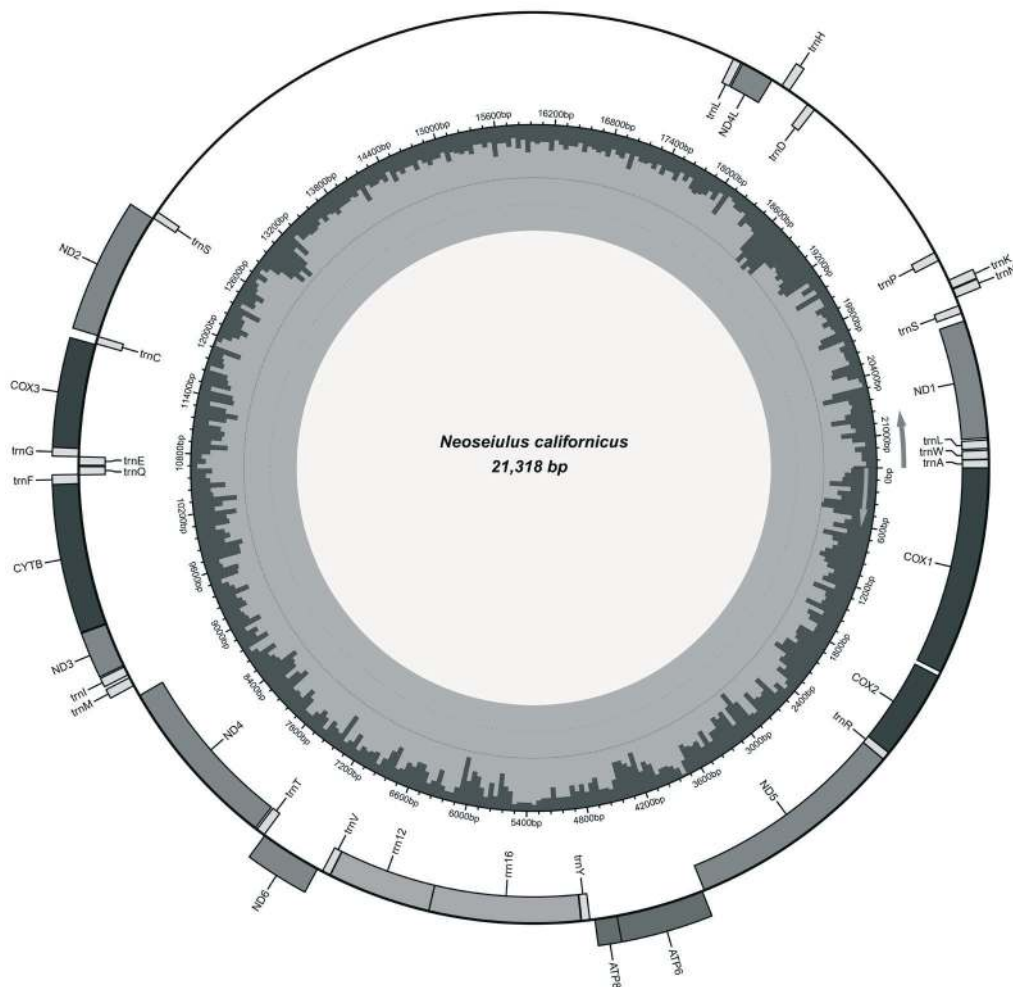 Neoseiulus californicus
21,318 bp
trnH
trnL
ND4L
trnD
trnP
trnK
trnN
trnS
ND1
trnL
trnW
trnA
COX1
COX2
trnR
ND5
ATP6
ATP8
trnY
rrn16
rrn12
trnV
ND6
trnT
ND4
trnM
trnI
ND3
CYTB
trnF
trnQ
trnE
trnG
COX3
trnC
ND2
trnS
0bp
600bp
1200bp
1800bp
2400bp
3000bp
3600bp
4200bp
4800bp
5400bp
6000bp
6600bp
7200bp
7800bp
8400bp
9000bp
9600bp
10200bp
10800bp
11400bp
12000bp
12600bp
13200bp
13800bp
14400bp
15000bp
15600bp
16200bp
16800bp
17400bp
18000bp
18600bp
19200bp
19800bp
20400bp
21000bp